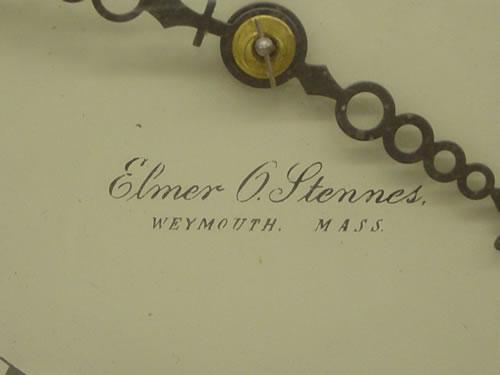 Elmer O. Stennes.
WEYMOUTH. MASS.